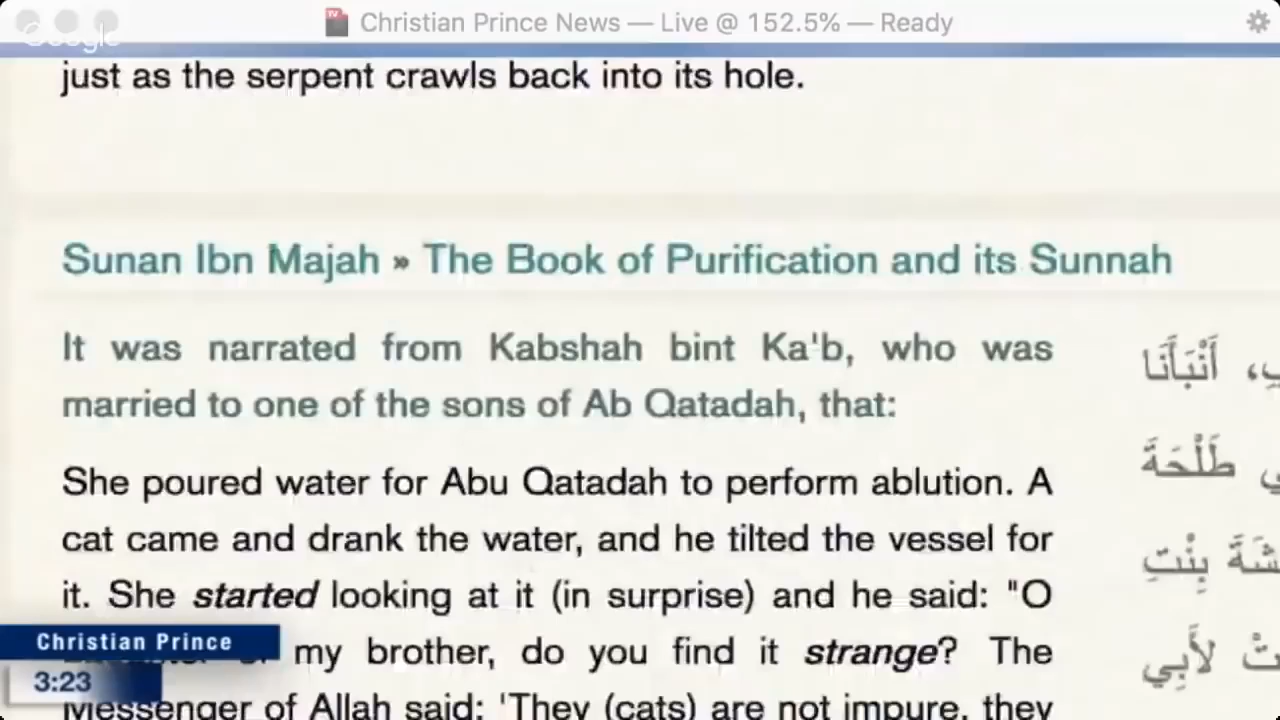 Christian Prince News — Live @ 152.5% — Ready
Google
just as the serpent crawls back into its hole.
Sunan Ibn Majah » The Book of Purification and its Sunnah
It was narrated from Kabshah bint Ka'b, who was
married to one of the sons of Ab Qatadah, that:
She poured water for Abu Qatadah to perform ablution. A
cat came and drank the water, and he tilted the vessel for
it. She started looking at it (in surprise) and he said: "O
my brother, do you find it strange? The
Messenger of Allah said: 'They (cats) are not impure, they
أَنْبَأَنَا
طَلْحَةَ
بِنْتِ
لأَبِي
Christian Prince
3:23